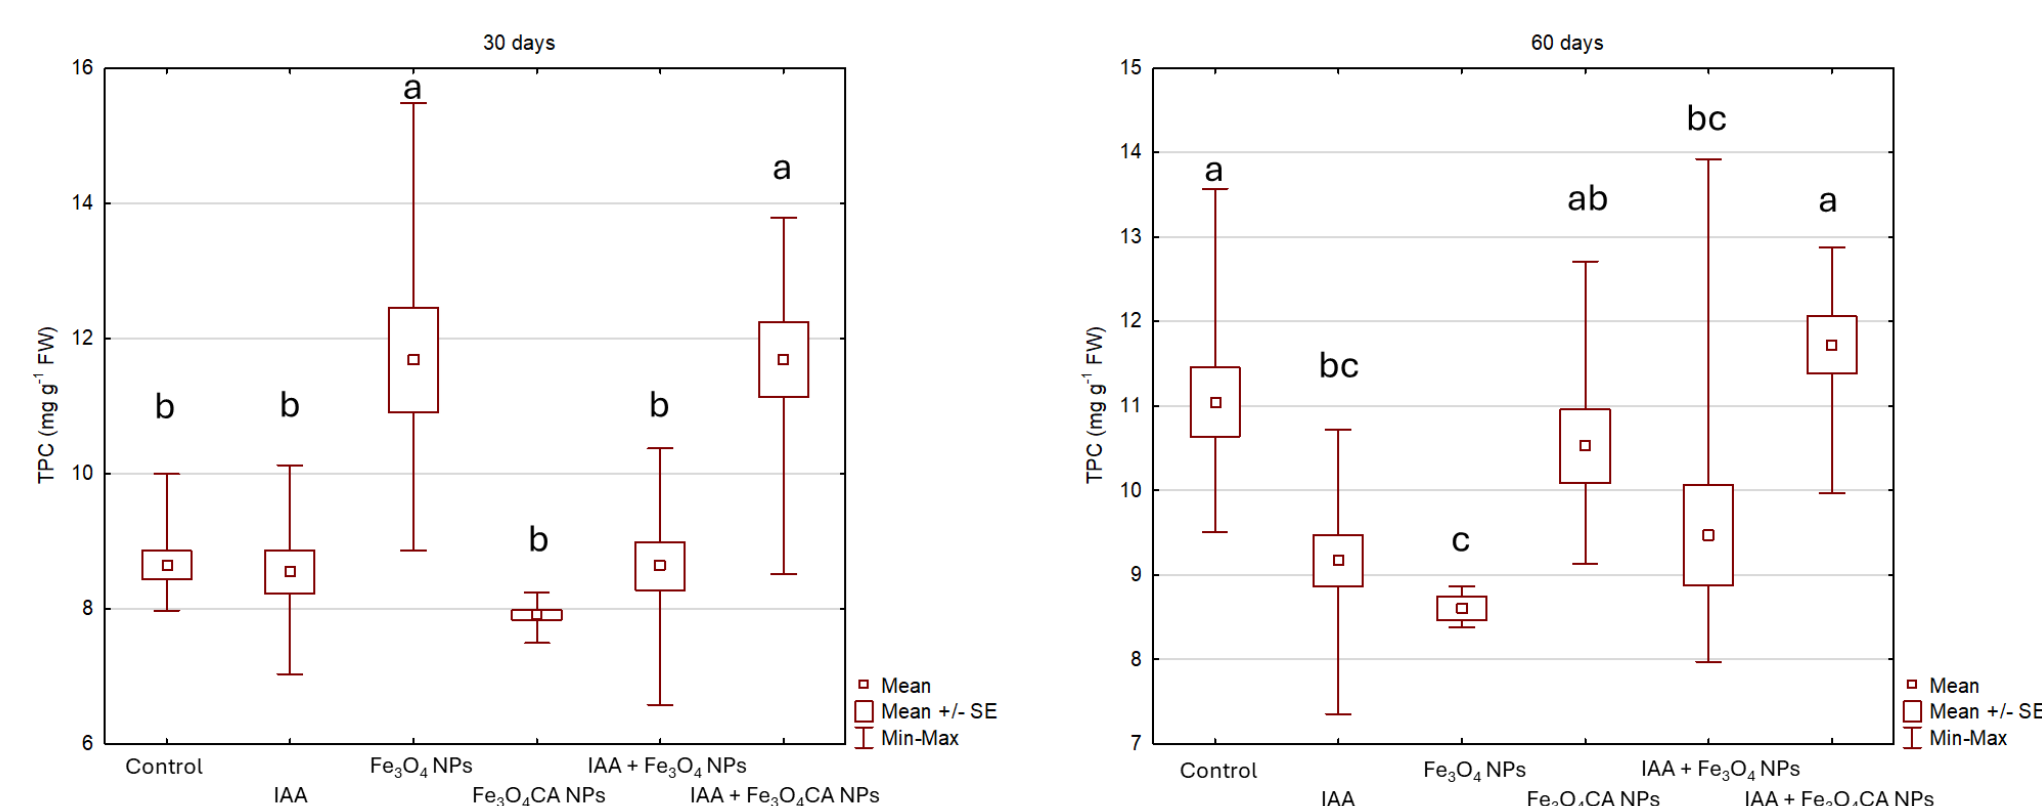 30 days
16
14
12
10
8
6
TPC (mg g⁻¹ FW)
b
b
a
b
b
a
Control
IAA
Fe₃O₄ NPs
Fe₃O₄CA NPs
IAA + Fe₃O₄ NPs
IAA + Fe₃O₄CA NPs
Mean
Mean +/- SE
Min-Max
60 days
15
14
13
12
11
10
9
8
7
TPC (mg g⁻¹ FW)
a
bc
c
ab
bc
a
Control
IAA
Fe₃O₄ NPs
Fe₃O₄CA NPs
IAA + Fe₃O₄ NPs
IAA + Fe₃O₄CA NPs
Mean
Mean +/- SE
Min-Max